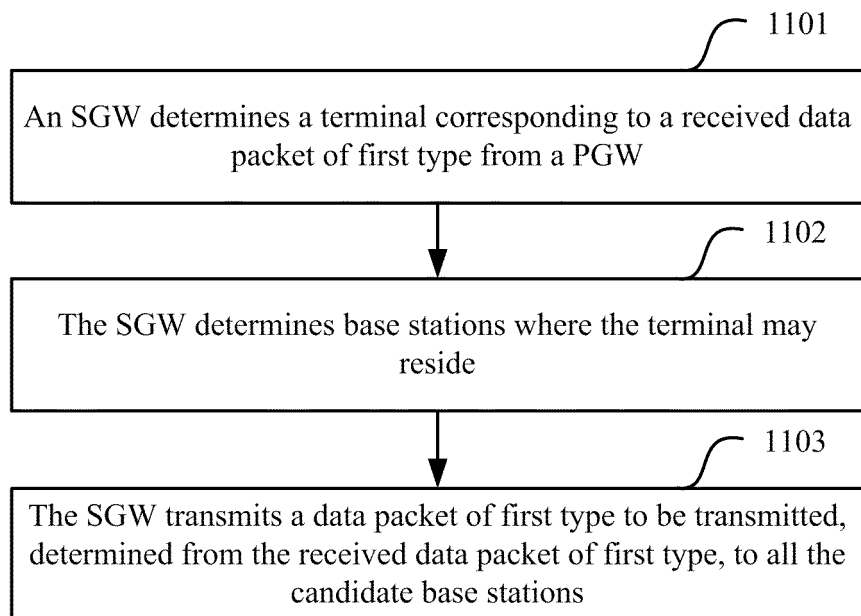 1101
An SGW determines a terminal corresponding to a received data
packet of first type from a PGW
1102
The SGW determines base stations where the terminal may
reside
1103
The SGW transmits a data packet of first type to be transmitted,
determined from the received data packet of first type, to all the
candidate base stations